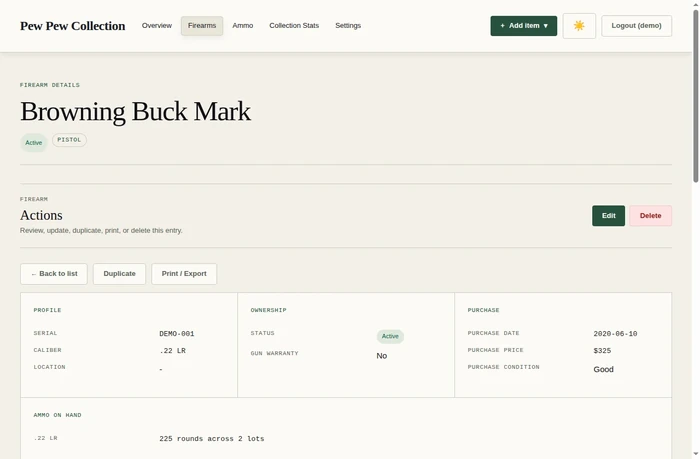 Pew Pew Collection Overview Firearms Ammo Collection Stats Settings + Add item ▾ Logout (demo)
FIREARM DETAILS
Browning Buck Mark
Active PISTOL
FIREARM
Actions
Review, update, duplicate, print, or delete this entry.
Edit Delete
← Back to list Duplicate Print / Export
PROFILE
SERIAL DEMO-001
CALIBER .22 LR
LOCATION -
OWNERSHIP
STATUS Active
GUN WARRANTY No
PURCHASE
PURCHASE DATE 2020-06-10
PURCHASE PRICE $325
PURCHASE CONDITION Good
AMMO ON HAND
.22 LR 225 rounds across 2 lots